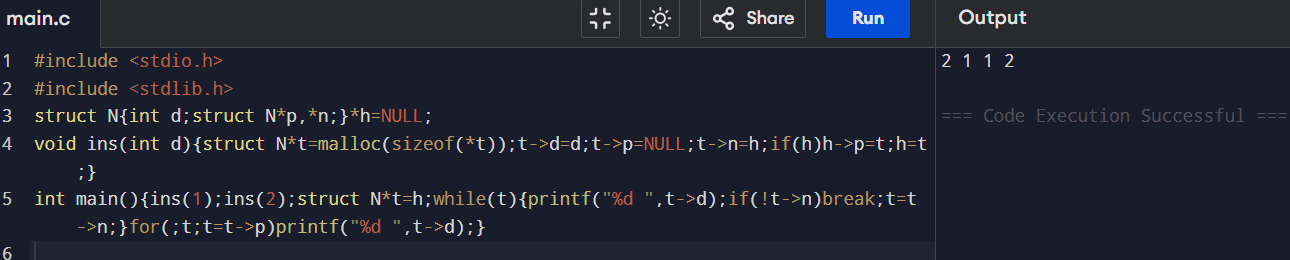 main.c Share Run Output
1 #include <stdio.h>
2 #include <stdlib.h>
3 struct N{int d;struct N*p,*n;}*h=NULL;
4 void ins(int d){struct N*t=malloc(sizeof(*t));t->d=d;t->p=NULL;t->n=h;if(h)h->p=t;h=t
;}
5 int main(){ins(1);ins(2);struct N*t=h;while(t){printf("%d ",t->d);if(!t->n)break;t=t
->n;}for(;t;t=t->p)printf("%d ",t->d);}
6
2 1 1 2
=== Code Execution Successful ===